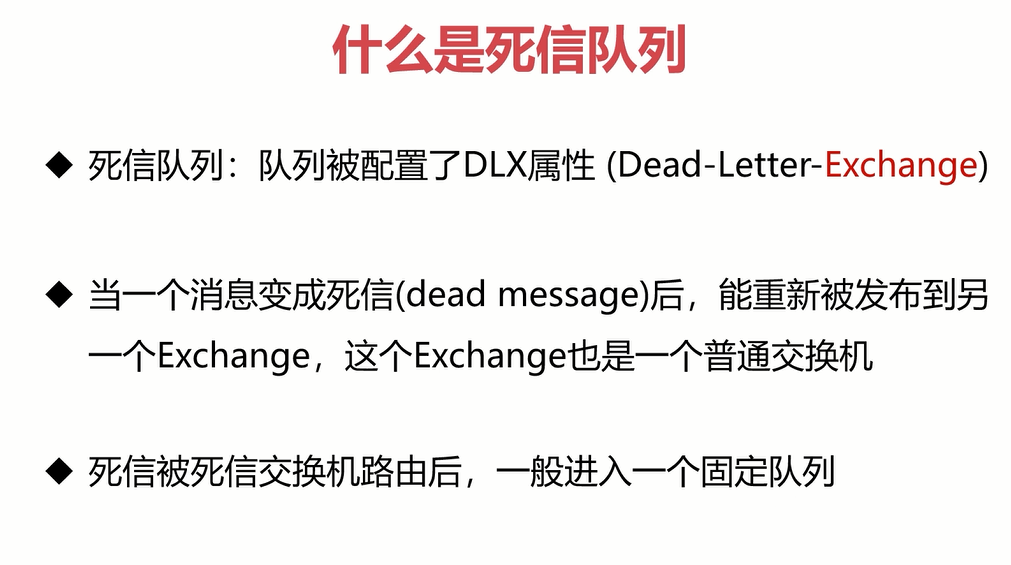 什么是死信队列
◆ 死信队列：队列被配置了DLX属性 (Dead-Letter-Exchange)
◆ 当一个消息变成死信(dead message)后，能重新被发布到另
一个Exchange，这个Exchange也是一个普通交换机
◆ 死信被死信交换机路由后，一般进入一个固定队列